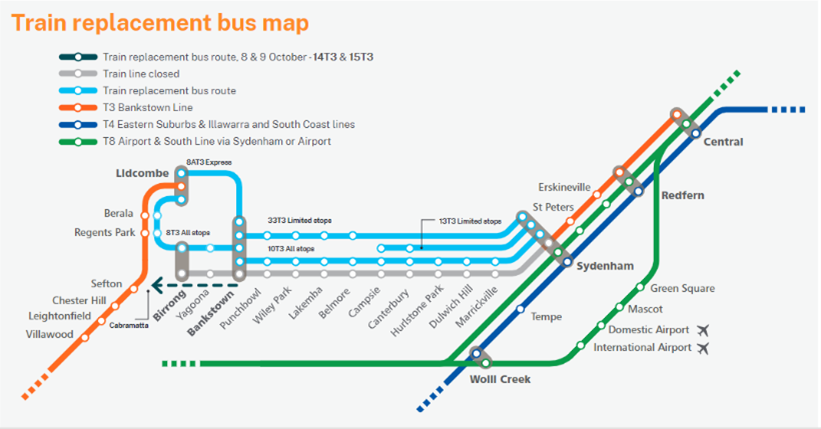 Train replacement bus map
Train replacement bus route, 8 & 9 October - 14T3 & 15T3
Train line closed
Train replacement bus route
T3 Bankstown Line
T4 Eastern Suburbs & Illawarra and South Coast lines
T8 Airport & South Line via Sydenham or Airport
Central
Lidcombe
8AT3 Express
Erskineville
Redfern
St Peters
Berala
33T3 Limited stops
13T3 Limited stops
Regents Park
8T3 All stops
10T3 All stops
Sydenham
Sefton
Chester Hill
Leightonfield
Villawood
Cabramatta
Birrong
Yagoona
Bankstown
Punchbowl
Wiley Park
Lakemba
Belmore
Campsie
Canterbury
Hurlstone Park
Dulwich Hill
Marrickville
Green Square
Mascot
Tempe
Domestic Airport
International Airport
Wolli Creek